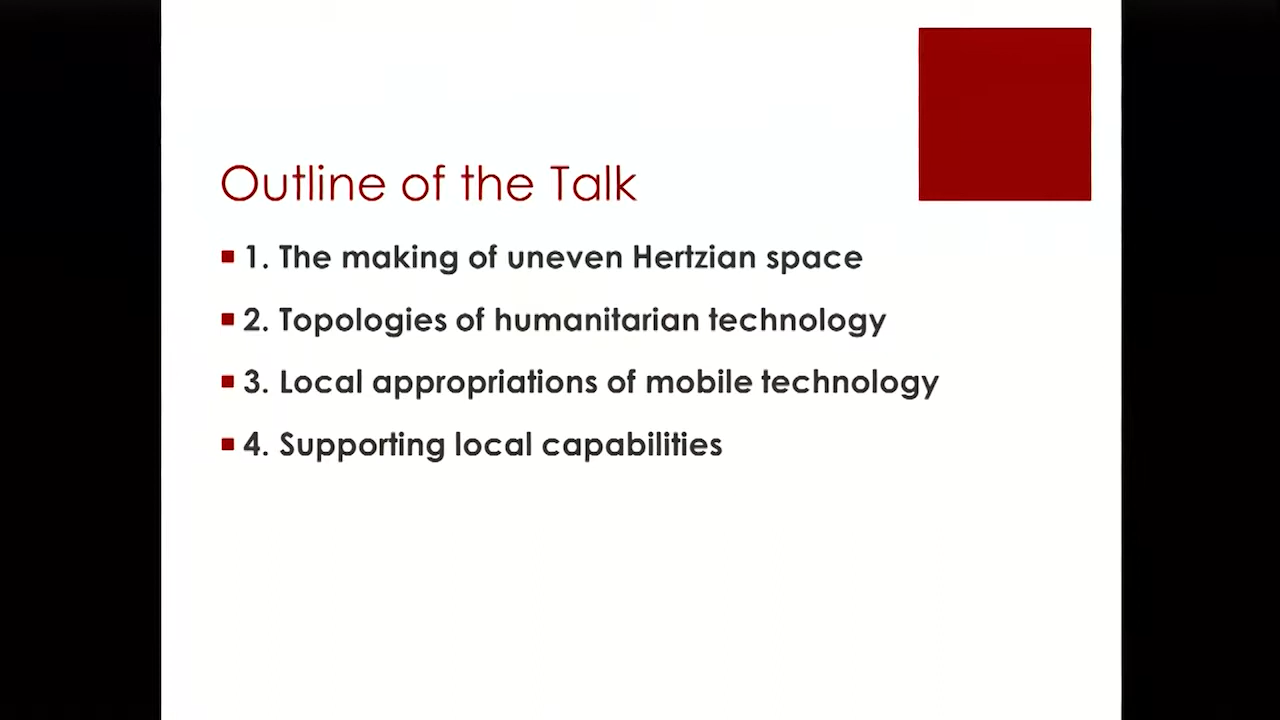 Outline of the Talk
1. The making of uneven Hertzian space
2. Topologies of humanitarian technology
3. Local appropriations of mobile technology
4. Supporting local capabilities